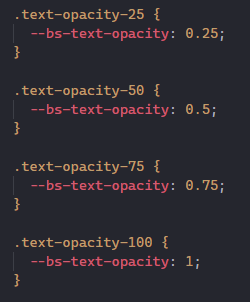 .text-opacity-25 {
--bs-text-opacity: 0.25;
}
.text-opacity-50 {
--bs-text-opacity: 0.5;
}
.text-opacity-75 {
--bs-text-opacity: 0.75;
}
.text-opacity-100 {
--bs-text-opacity: 1;
}